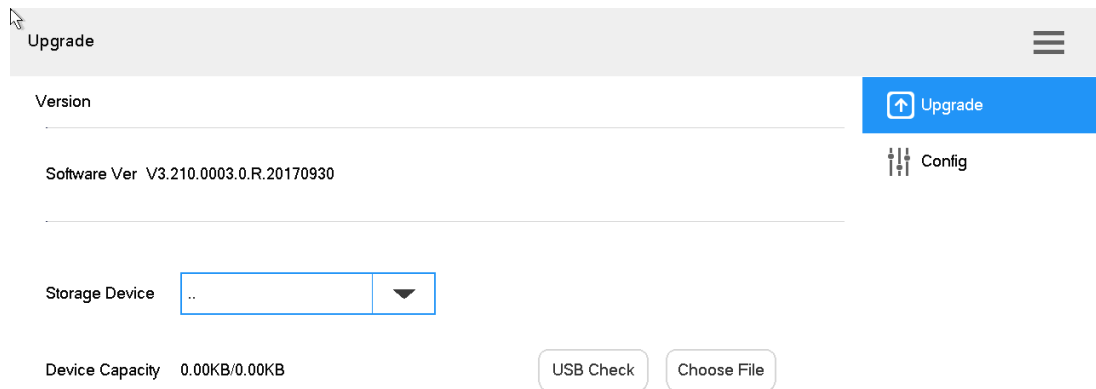 Upgrade
Version
Upgrade
Software Ver V3.210.0003.0.R.20170930
Config
Storage Device ..
Device Capacity 0.00KB/0.00KB USB Check Choose File